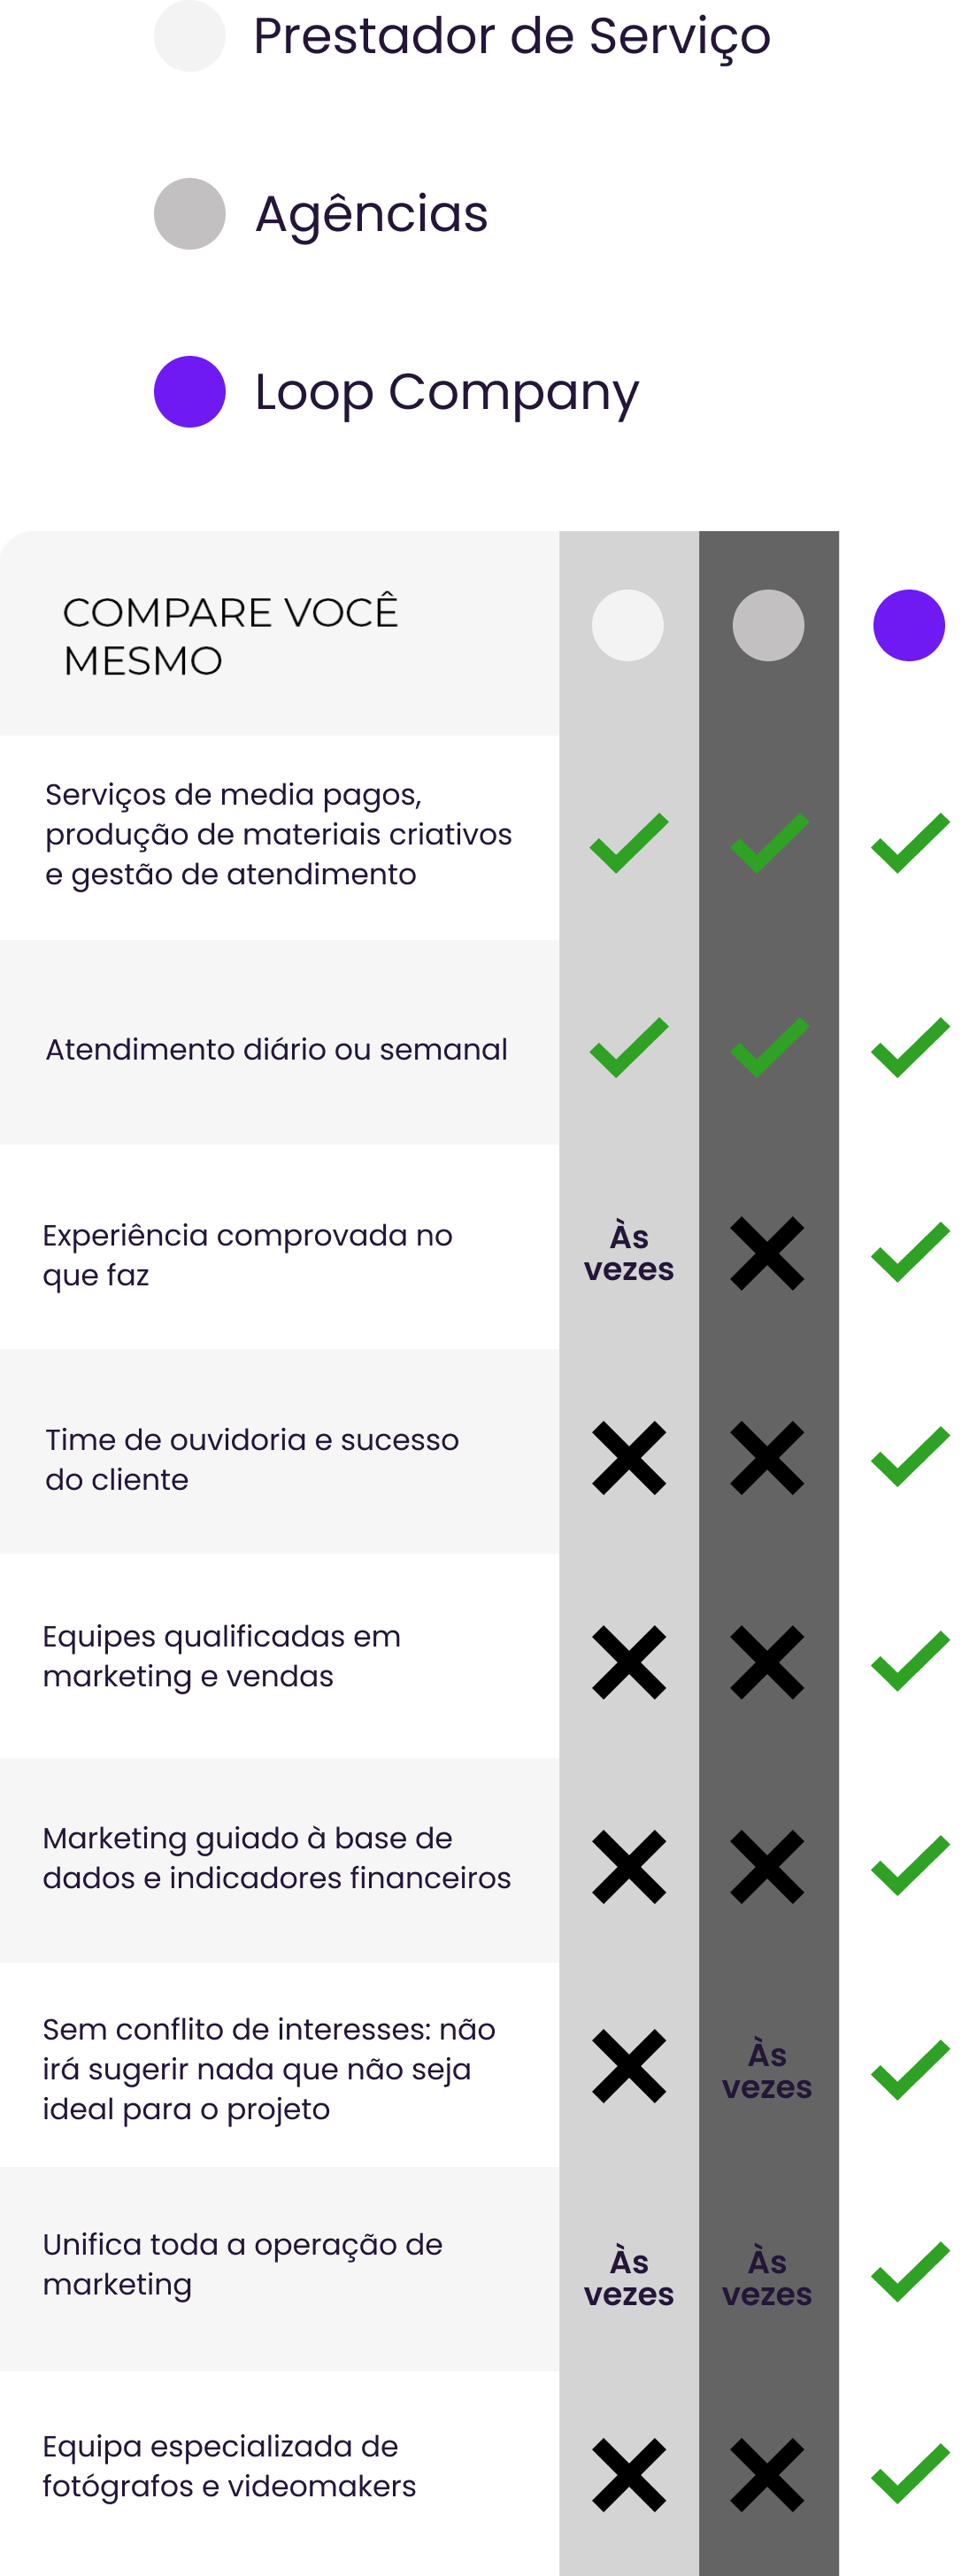 Prestador de Serviço
Agências
Loop Company
COMPARE VOCÊ
MESMO
Serviços de media pagos,
produção de materiais criativos
e gestão de atendimento
Atendimento diário ou semanal
Experiência comprovada no
que faz
Às
vezes
Time de ouvidoria e sucesso
do cliente
Equipes qualificadas em
marketing e vendas
Marketing guiado à base de
dados e indicadores financeiros
Sem conflito de interesses: não
irá sugerir nada que não seja
ideal para o projeto
Às
vezes
Unifica toda a operação de
marketing
Às
vezes
Às
vezes
Equipa especializada de
fotógrafos e videomakers